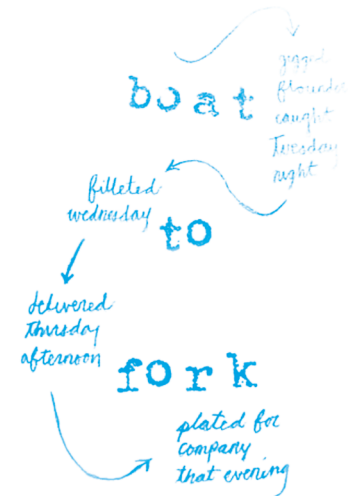 boat
gigged
flounder
caught
Tuesday
night
filleted
wednesday
to
delivered
thursday
afternoon
fork
plated for
company
that evening